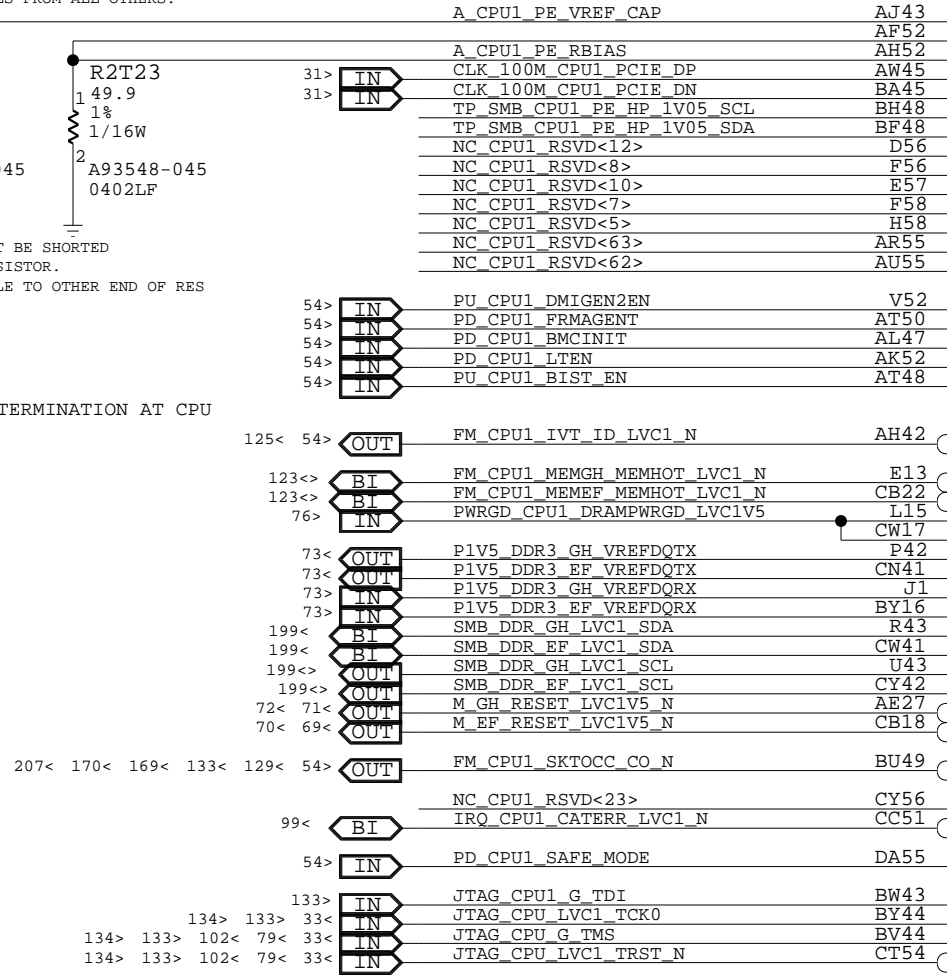 A_CPU1_PE_VREF_CAP AJ43
AF52
A_CPU1_PE_RBIAS AH52
R2T23
1 49.9
1%
1/16W
2
A93548-045
0402LF
45
31> IN CLK_100M_CPU1_PCIE_DP AW45
31> IN CLK_100M_CPU1_PCIE_DN BA45
TP_SMB_CPU1_PE_HP_1V05_SCL BH48
TP_SMB_CPU1_PE_HP_1V05_SDA BF48
NC_CPU1_RSVD<12> D56
NC_CPU1_RSVD<8> F56
NC_CPU1_RSVD<10> E57
NC_CPU1_RSVD<7> F58
NC_CPU1_RSVD<5> H58
NC_CPU1_RSVD<63> AR55
NC_CPU1_RSVD<62> AU55
BE SHORTED
SISTOR.
LE TO OTHER END OF RES
54> IN PU_CPU1_DMIGEN2EN V52
54> IN PD_CPU1_FRMAGENT AT50
54> IN PD_CPU1_BMCINIT AL47
54> IN PD_CPU1_LTEN AK52
54> IN PU_CPU1_BIST_EN AT48
TERMINATION AT CPU
125< 54> OUT FM_CPU1_IVT_ID_LVC1_N AH42
123<> BI FM_CPU1_MEMGH_MEMHOT_LVC1_N E13
123<> BI FM_CPU1_MEMEF_MEMHOT_LVC1_N CB22
76> IN PWRGD_CPU1_DRAMPWRGD_LVC1V5 L15
CW17
73< OUT P1V5_DDR3_GH_VREFDQTX P42
73< OUT P1V5_DDR3_EF_VREFDQTX CN41
73> IN P1V5_DDR3_GH_VREFDQRX J1
73> IN P1V5_DDR3_EF_VREFDQRX BY16
199< BI SMB_DDR_GH_LVC1_SDA R43
199< BI SMB_DDR_EF_LVC1_SDA CW41
199<> OUT SMB_DDR_GH_LVC1_SCL U43
199<> OUT SMB_DDR_EF_LVC1_SCL CY42
72< 71< OUT M_GH_RESET_LVC1V5_N AE27
70< 69< OUT M_EF_RESET_LVC1V5_N CB18
207< 170< 169< 133< 129< 54> OUT FM_CPU1_SKTOCC_CO_N BU49
NC_CPU1_RSVD<23> CY56
99< BI IRQ_CPU1_CATERR_LVC1_N CC51
54> IN PD_CPU1_SAFE_MODE DA55
133> IN JTAG_CPU1_G_TDI BW43
134> 133> 33< IN JTAG_CPU_LVC1_TCK0 BY44
134> 133> 102< 79< 33< IN JTAG_CPU_G_TMS BV44
134> 133> 102< 79< 33< IN JTAG_CPU_LVC1_TRST_N CT54